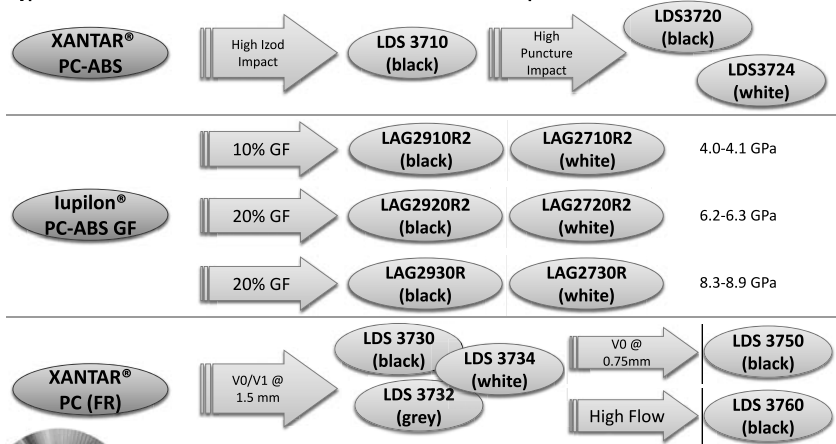 XANTAR®
PC-ABS
High Izod
Impact
LDS 3710
(black)
High
Puncture
Impact
LDS3720
(black)
LDS3724
(white)
Iupilon®
PC-ABS GF
10% GF
LAG2910R2
(black)
LAG2710R2
(white)
4.0-4.1 GPa
20% GF
LAG2920R2
(black)
LAG2720R2
(white)
6.2-6.3 GPa
20% GF
LAG2930R
(black)
LAG2730R
(white)
8.3-8.9 GPa
XANTAR®
PC (FR)
V0/V1 @
1.5 mm
LDS 3730
(black)
LDS 3734
(white)
LDS 3732
(grey)
V0 @
0.75mm
LDS 3750
(black)
High Flow
LDS 3760
(black)